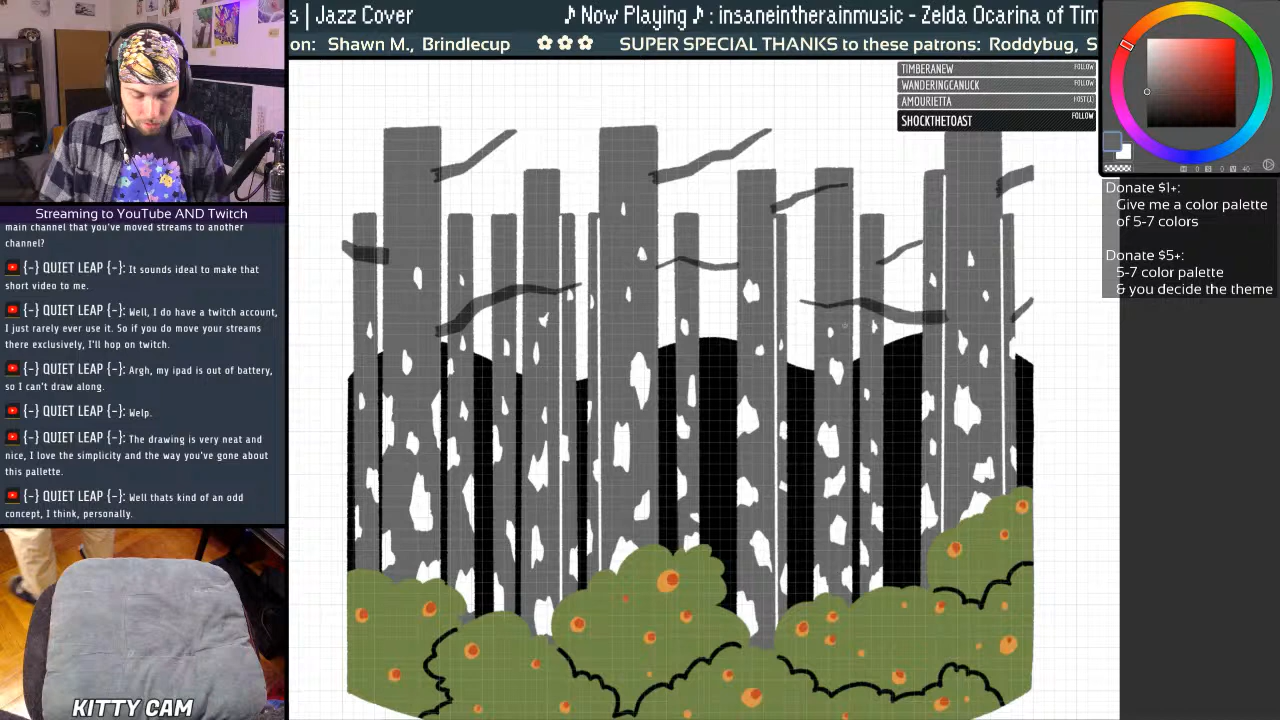 s | Jazz Cover
♪ Now Playing ♪ : insaneintherainmusic - Zelda Ocarina of Tim
on: Shawn M., Brindlecup ✿ ✿ ✿ SUPER SPECIAL THANKS to these patrons: Roddybug, S
TIMBERANEW FOLLOW
WANDERINGCANUCK FOLLOW
AMOURIETTA HOST(1)
SHOCKTHETOAST FOLLOW
Donate $1+:
Give me a color palette
of 5-7 colors
Donate $5+:
5-7 color palette
& you decide the theme
Streaming to YouTube AND Twitch
main channel that you've moved streams to another
channel?
{-} QUIET LEAP {-}: It sounds ideal to make that
short video to me.
{-} QUIET LEAP {-}: Well, I do have a twitch account,
I just rarely ever use it. So if you do move your streams
there exclusively, I'll hop on twitch.
{-} QUIET LEAP {-}: Argh, my ipad is out of battery,
so I can't draw along.
{-} QUIET LEAP {-}: Welp.
{-} QUIET LEAP {-}: The drawing is very neat and
nice, I love the simplicity and the way you've gone about
this pallette.
{-} QUIET LEAP {-}: Well thats kind of an odd
concept, I think, personally.
KITTY CAM